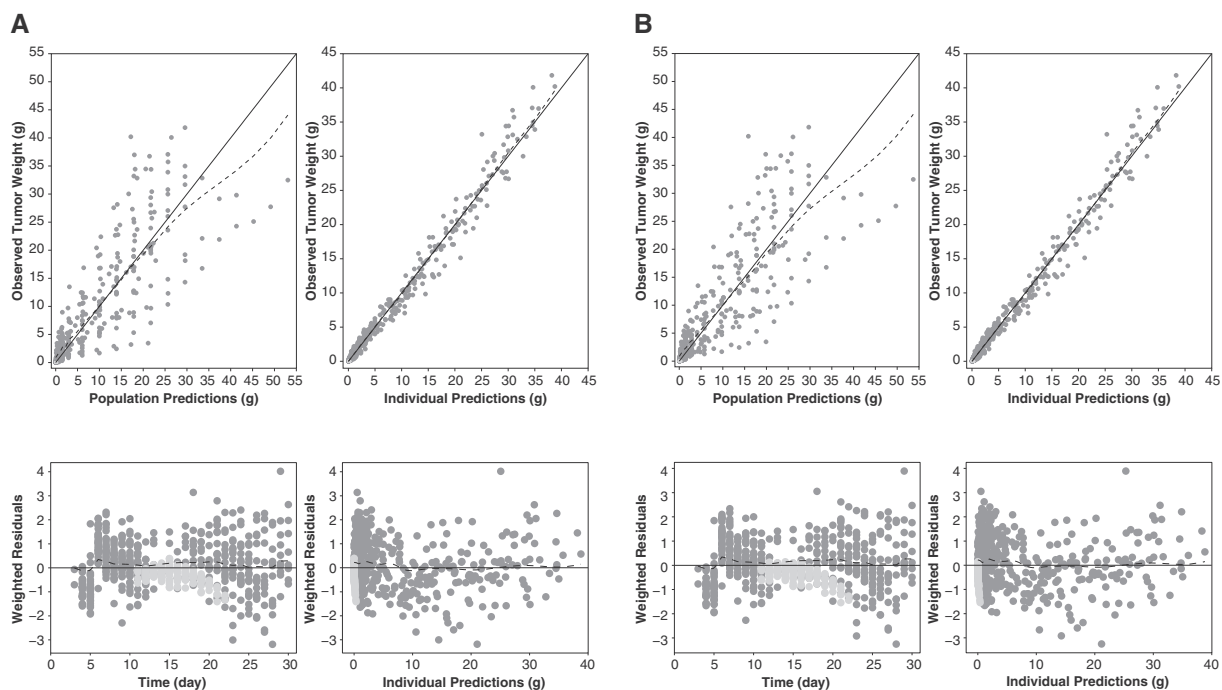 A
B
55
50
45
40
35
30
25
20
15
10
5
0
Observed Tumor Weight (g)
0 5 10 15 20 25 30 35 40 45 50 55
Population Predictions (g)
45
40
35
30
25
20
15
10
5
0
Observed Tumor Weight (g)
0 5 10 15 20 25 30 35 40 45
Individual Predictions (g)
55
50
45
40
35
30
25
20
15
10
5
0
Observed Tumor Weight (g)
0 5 10 15 20 25 30 35 40 45 50 55
Population Predictions (g)
45
40
35
30
25
20
15
10
5
0
Observed Tumor Weight (g)
0 5 10 15 20 25 30 35 40 45
Individual Predictions (g)
4
3
2
1
0
−1
−2
−3
Weighted Residuals
0 5 10 15 20 25 30
Time (day)
4
3
2
1
0
−1
−2
−3
Weighted Residuals
0 10 20 30 40
Individual Predictions (g)
4
3
2
1
0
−1
−2
−3
Weighted Residuals
0 5 10 15 20 25 30
Time (day)
4
3
2
1
0
−1
−2
−3
Weighted Residuals
0 10 20 30 40
Individual Predictions (g)